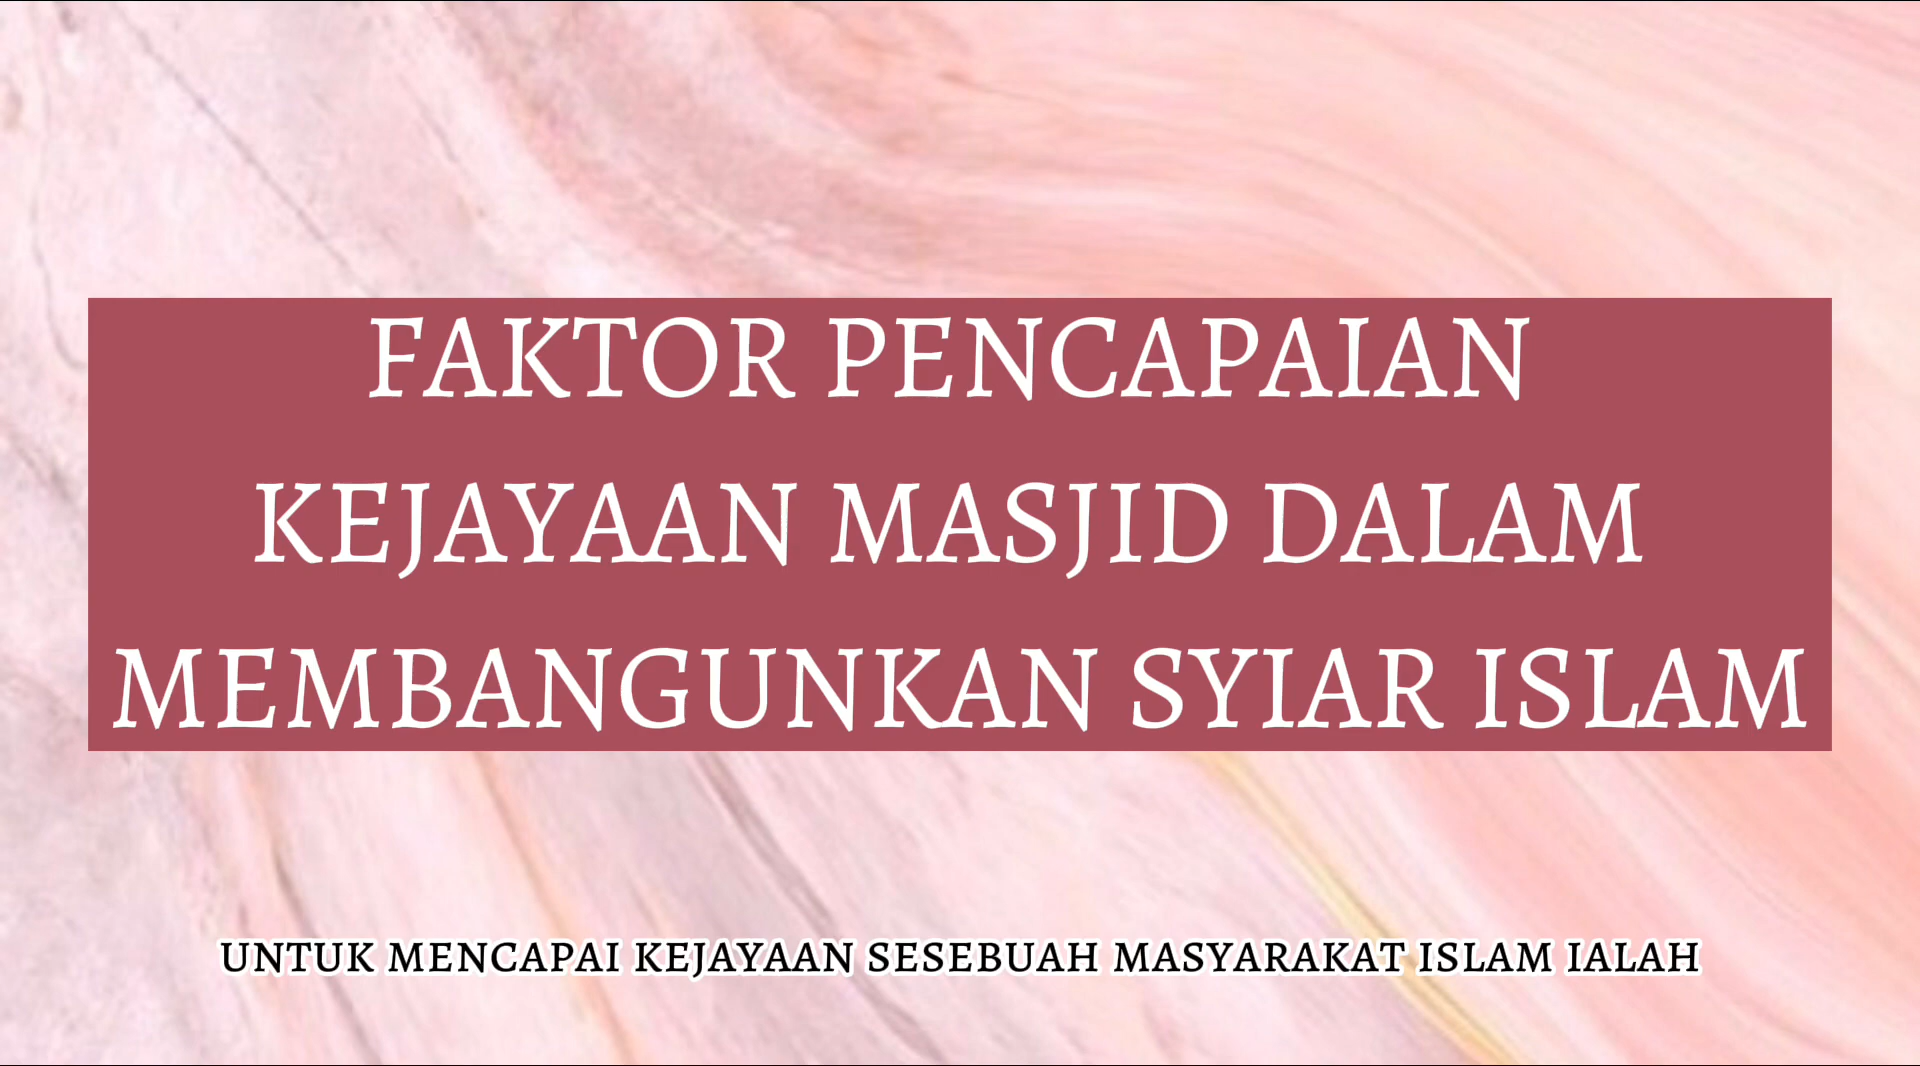 FAKTOR PENCAPAIAN
KEJAYAAN MASJID DALAM
MEMBANGUNKAN SYIAR ISLAM
UNTUK MENCAPAI KEJAYAAN SESEBUAH MASYARAKAT ISLAM IALAH